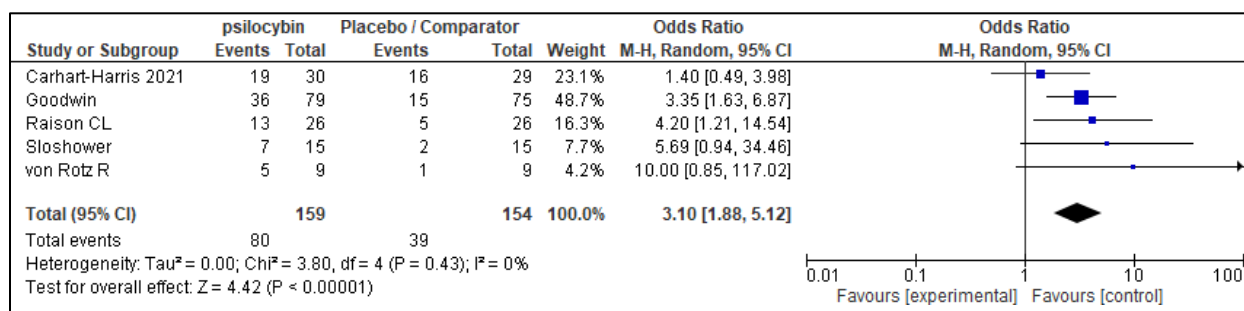 psilocybin Placebo / Comparator Odds Ratio Odds Ratio
Study or Subgroup Events Total Events Total Weight M-H, Random, 95% CI M-H, Random, 95% CI
Carhart-Harris 2021 19 30 16 29 23.1% 1.40 [0.49, 3.98]
Goodwin 36 79 15 75 48.7% 3.35 [1.63, 6.87]
Raison CL 13 26 5 26 16.3% 4.20 [1.21, 14.54]
Sloshower 7 15 2 15 7.7% 5.69 [0.94, 34.46]
von Rotz R 5 9 1 9 4.2% 10.00 [0.85, 117.02]
Total (95% CI) 159 154 100.0% 3.10 [1.88, 5.12]
Total events 80 39
Heterogeneity: Tau² = 0.00; Chi² = 3.80, df = 4 (P = 0.43); I² = 0%
Test for overall effect: Z = 4.42 (P < 0.00001)
0.01 0.1 1 10 100
Favours [experimental] Favours [control]